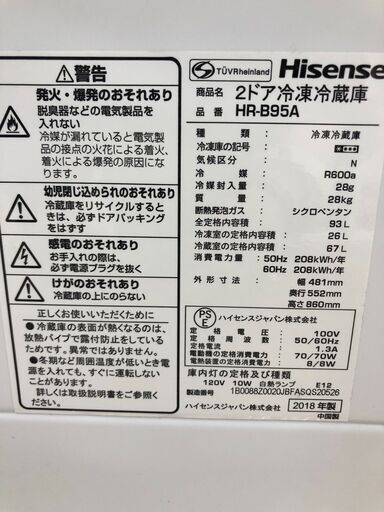 警告
発火・爆発のおそれあり
脱臭器などの電気製品を
入れない
冷媒が漏れていると電気製
品の接点の火花による着火、
着火による爆発の原因にな
ります。
幼児閉じ込められのおそれあり
冷蔵庫をリサイクルするとき
は、必ずドアパッキング
をはずす
感電のおそれあり
お手入れの際は、
必ず電源プラグを抜く
けがのおそれあり
冷蔵庫の上にのらない
正しくお使いいただくために
●冷蔵庫の表面が熱くなるのは、
放熱パイプで露付防止をしている
ためです。
●冬期など周囲温度が低いときで
も、すぐに運転しないことがあり
ますが異常ではありません。
詳しくは取扱説明書をご覧ください。
TÜVRheinland
Hisense
商品名 2ドア冷凍冷蔵庫
品番 HR-B95A
種類: 冷凍冷蔵庫
冷凍庫の記号:
気候区分: N
冷媒: R600a
冷媒封入量: 28g
質量: 28kg
断熱発泡ガス: シクロペンタン
全定格内容積: 93L
冷凍室の定格内容積: 26L
冷蔵室の定格内容積: 67L
消費電力量: 50Hz 208kWh/年
60Hz 208kWh/年
外形寸法: 幅 481mm
奥行 552mm
高さ 860mm
PSE
ハイセンスジャパン株式会社
定格電圧: 100V
定格周波数: 50/60Hz
定格電流: 1.3A
電動機の定格消費電力: 70/70W
電熱装置の定格消費電力: 8/8W
庫内灯の定格及び種類
120V 10W 白熱ランプ E12
製造番号: 1B0088Z0020JBFASQS20526
ハイセンスジャパン株式会社
2018年製
中国製